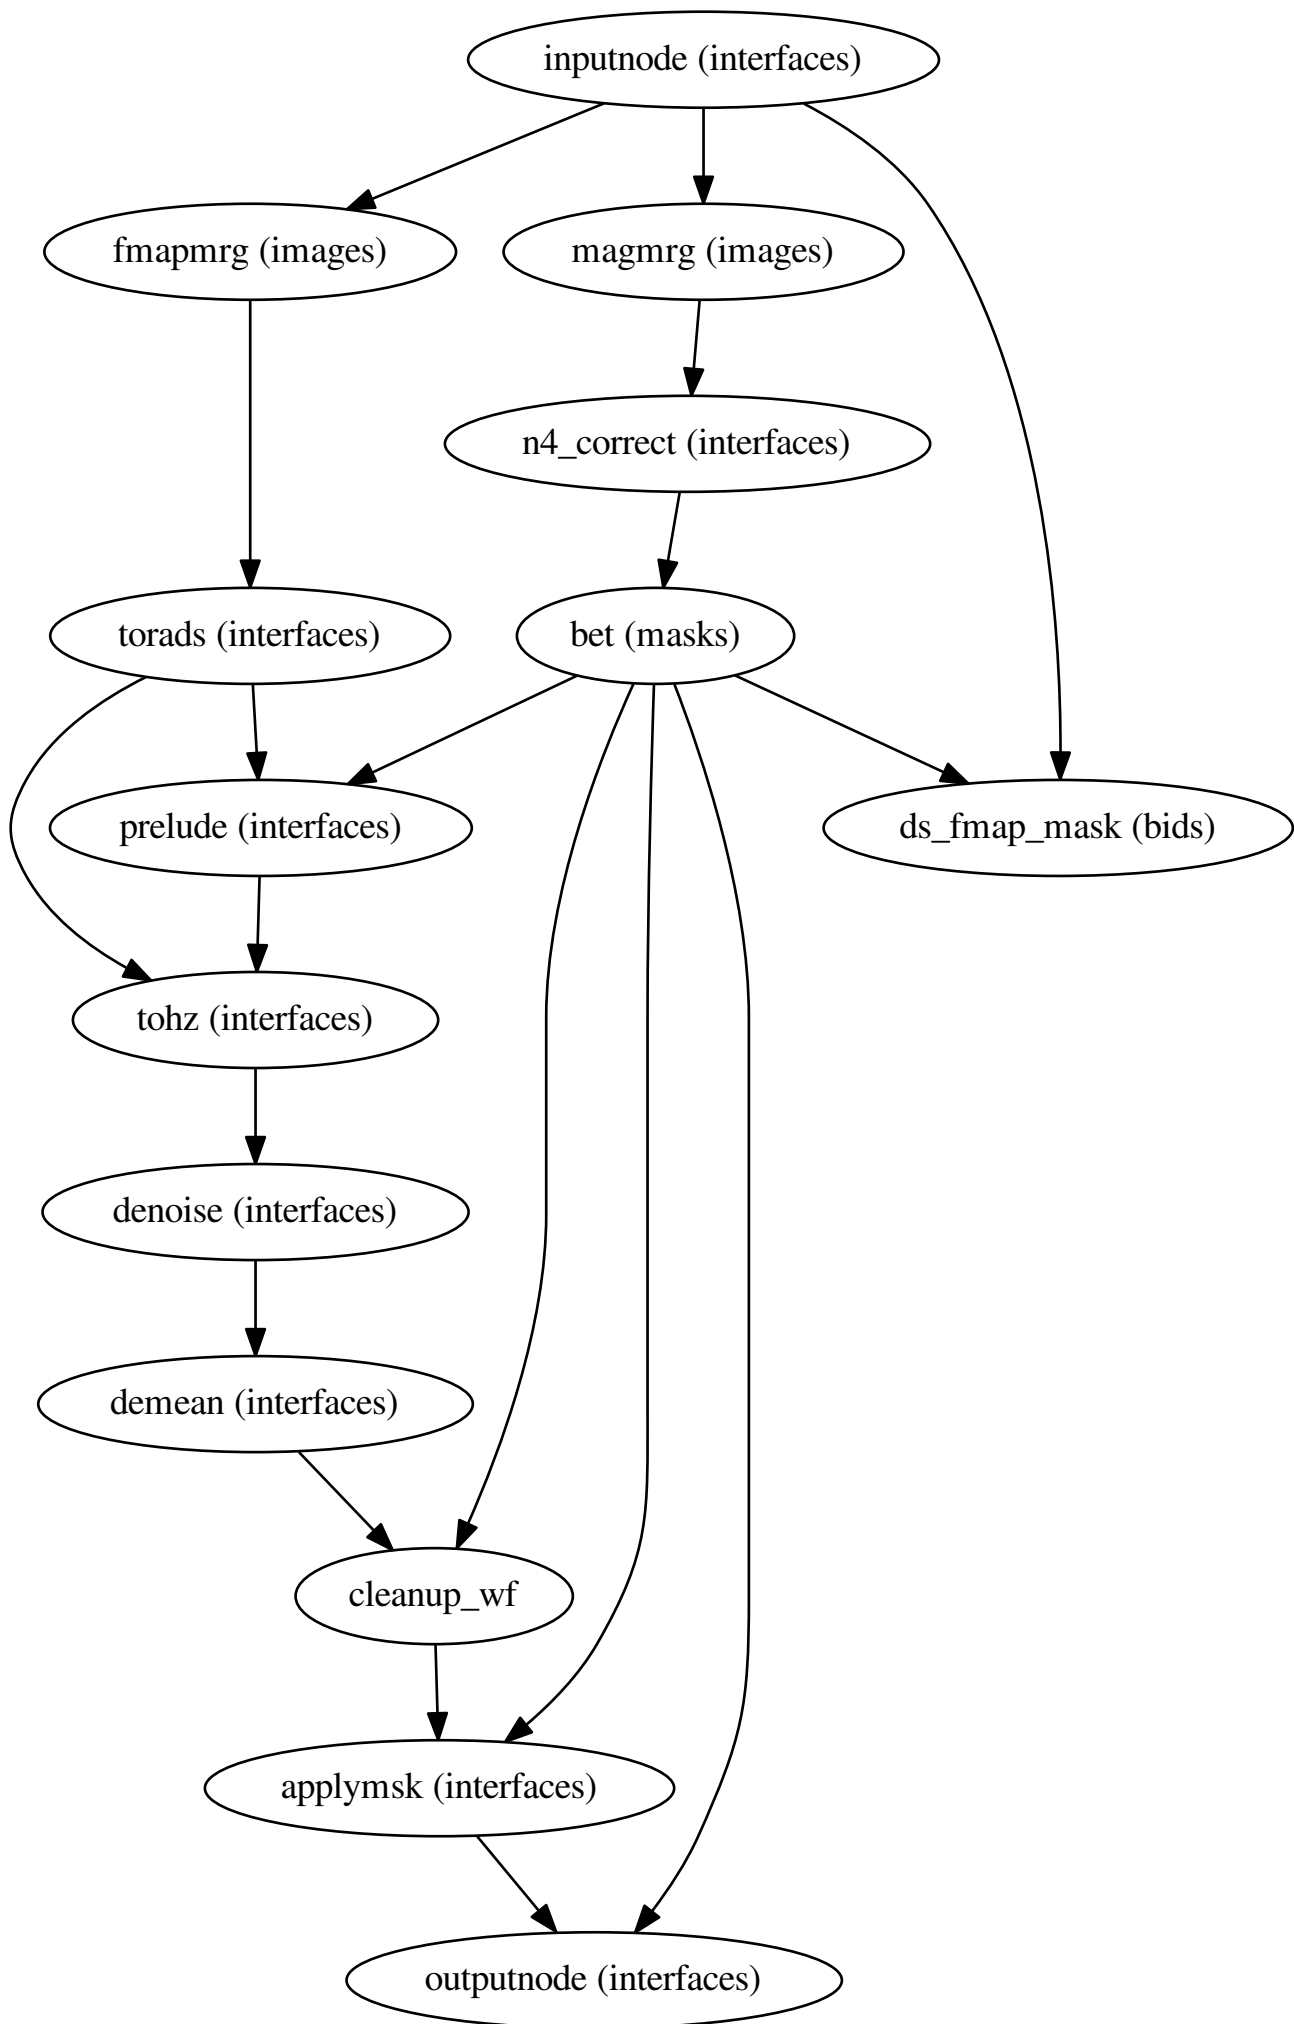 inputnode (interfaces)
fmapmrg (images)
magmrg (images)
n4_correct (interfaces)
torads (interfaces)
bet (masks)
prelude (interfaces)
ds_fmap_mask (bids)
tohz (interfaces)
denoise (interfaces)
demean (interfaces)
cleanup_wf
applymsk (interfaces)
outputnode (interfaces)